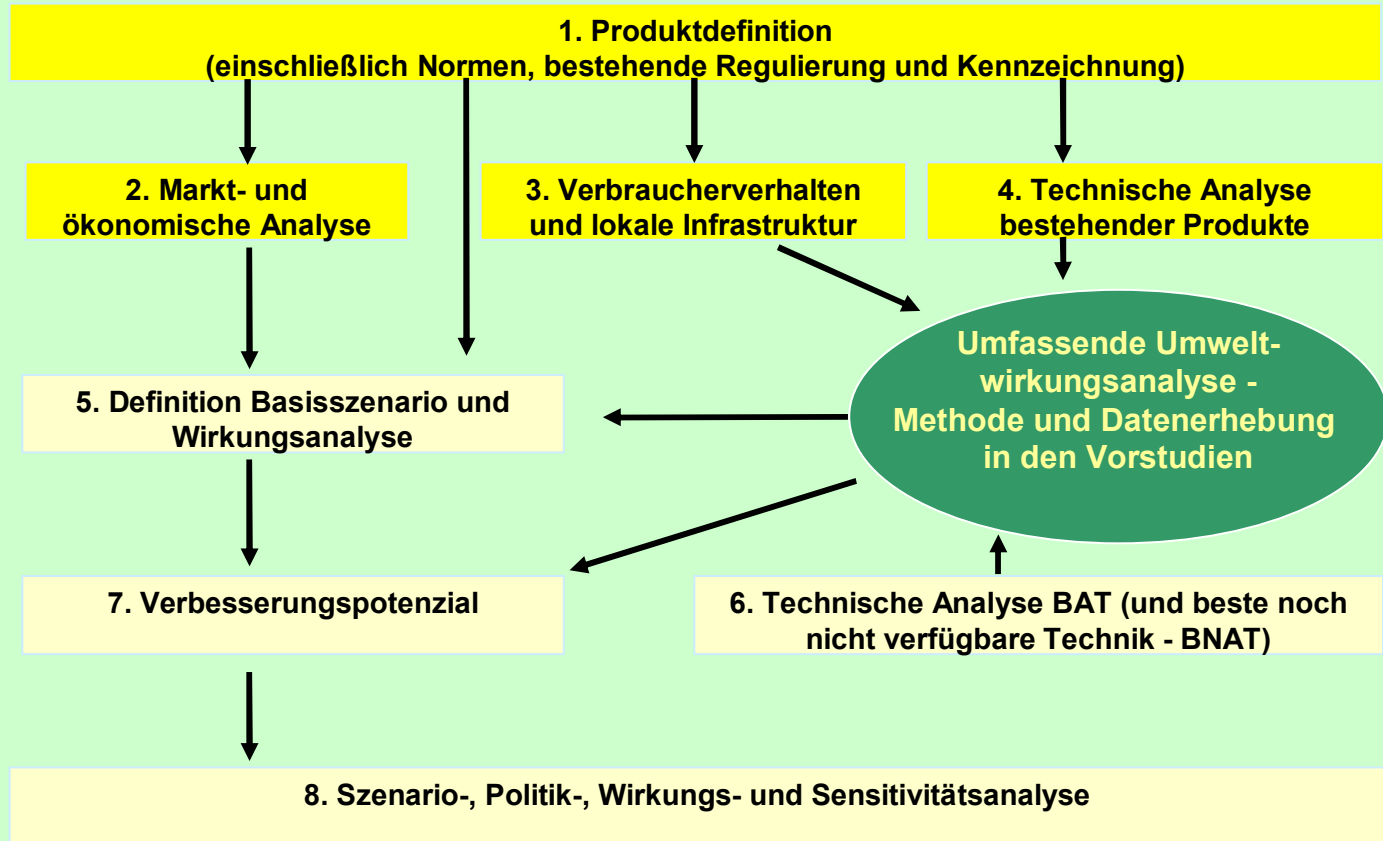 1. Produktdefinition
(einschließlich Normen, bestehende Regulierung und Kennzeichnung)
2. Markt- und
ökonomische Analyse
3. Verbraucherverhalten
und lokale Infrastruktur
4. Technische Analyse
bestehender Produkte
Umfassende Umwelt-
wirkungsanalyse -
Methode und Datenerhebung
in den Vorstudien
5. Definition Basisszenario und
Wirkungsanalyse
7. Verbesserungspotenzial
6. Technische Analyse BAT (und beste noch
nicht verfügbare Technik - BNAT)
8. Szenario-, Politik-, Wirkungs- und Sensitivitätsanalyse